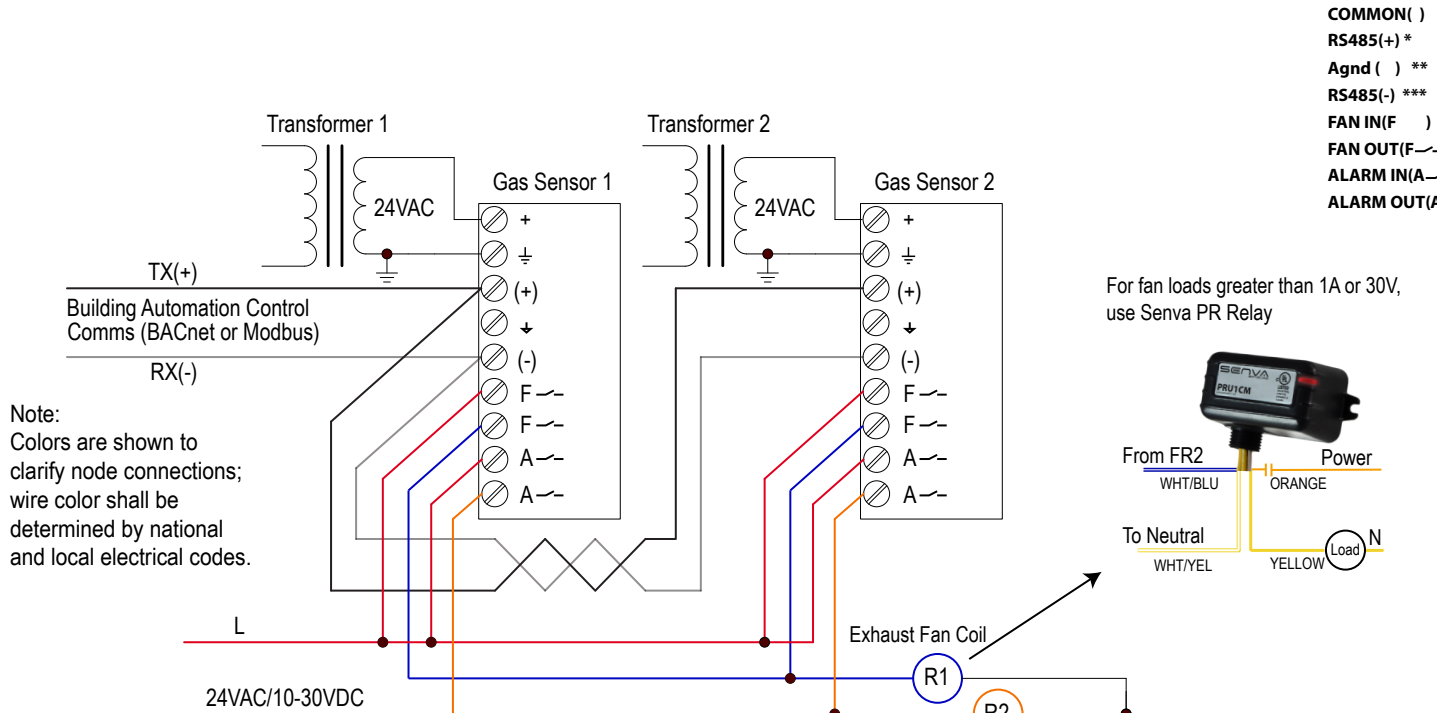 COMMON( )
RS485(+) *
Agnd ( ) **
RS485(-) ***
FAN IN(F )
FAN OUT(F
ALARM IN(A
ALARM OUT(A
Transformer 1
Transformer 2
Gas Sensor 1
Gas Sensor 2
24VAC
24VAC
+
(+)
(-)
F
F
A
A
+
(+)
(-)
F
F
A
A
TX(+)
Building Automation Control
Comms (BACnet or Modbus)
RX(-)
Note:
Colors are shown to
clarify node connections;
wire color shall be
determined by national
and local electrical codes.
For fan loads greater than 1A or 30V,
use Senva PR Relay
SENVA
PRU1CM
From FR2
WHT/BLU
Power
ORANGE
To Neutral
WHT/YEL
YELLOW
Load
N
L
Exhaust Fan Coil
R1
24VAC/10-30VDC
R2